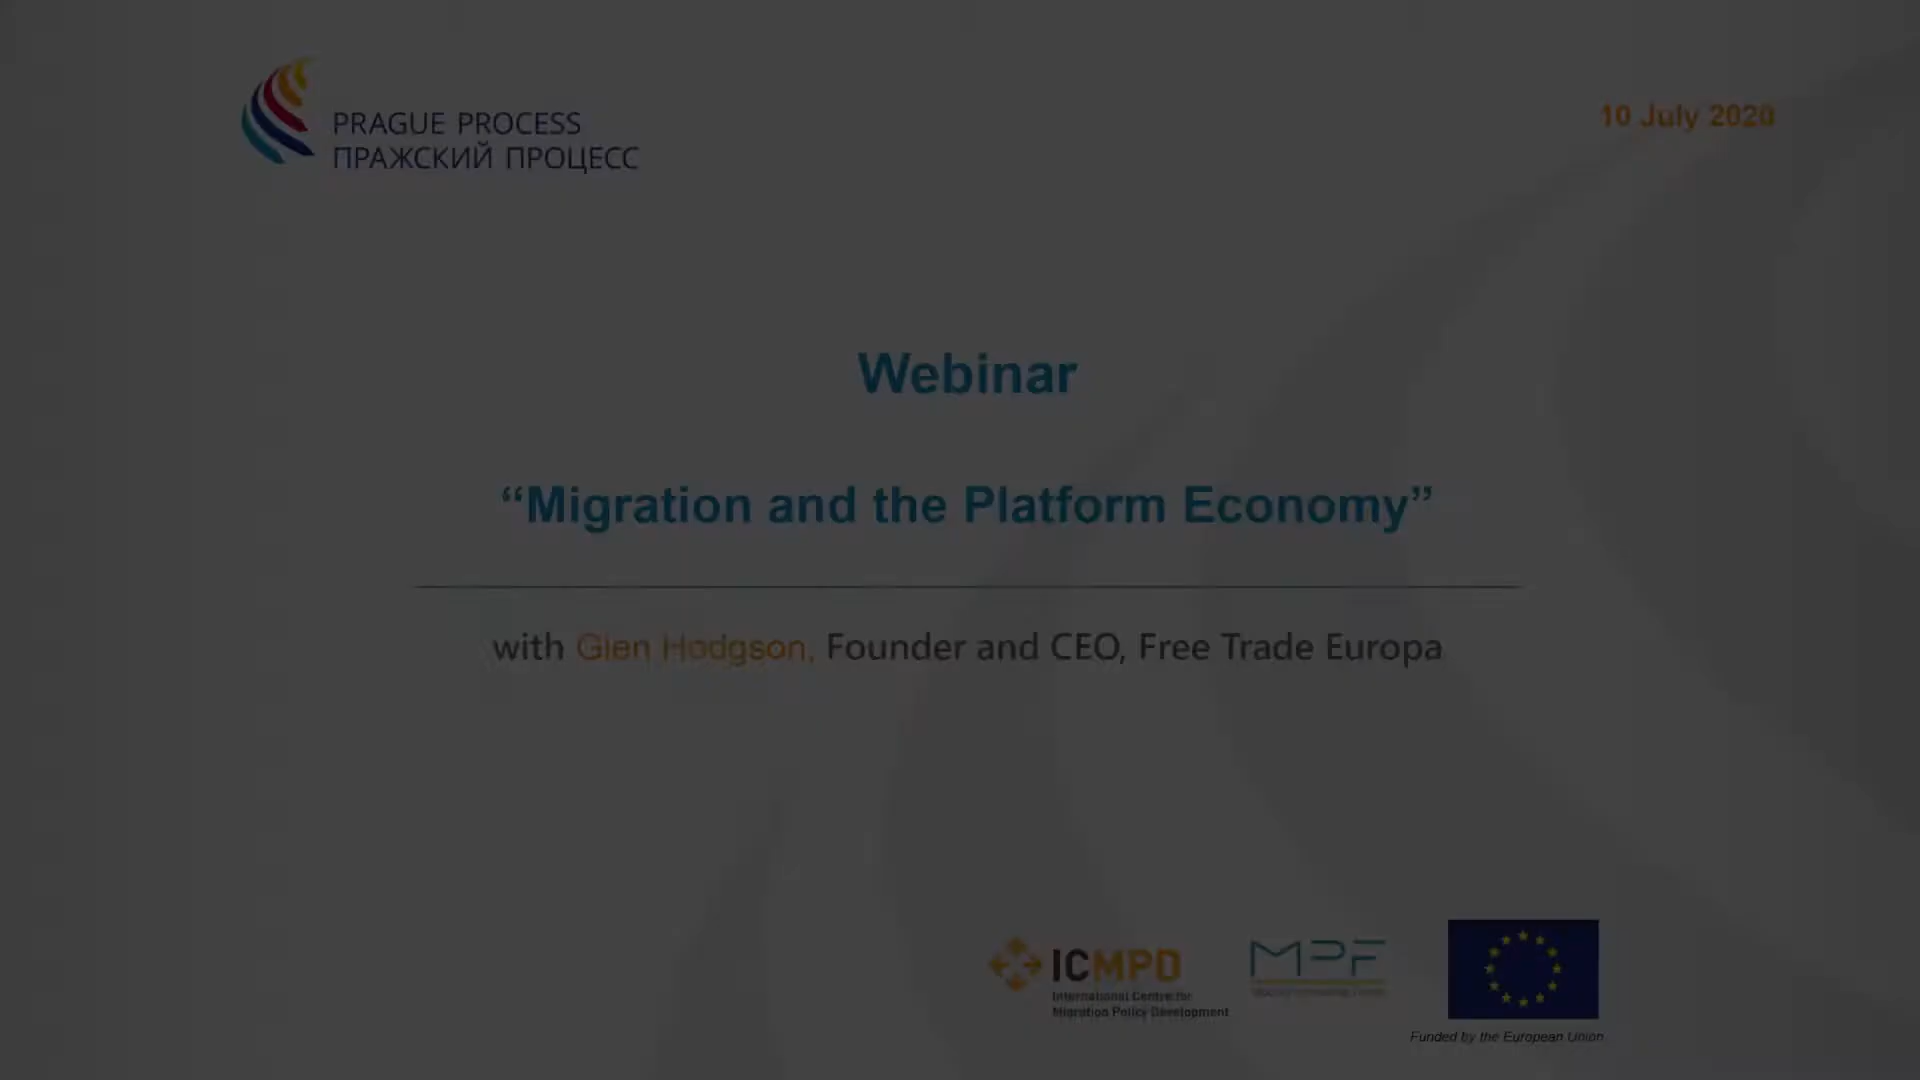 PRAGUE PROCESS
ПРАЖСКИЙ ПРОЦЕСС
10 July 2020
Webinar
“Migration and the Platform Economy”
with Glen Hodgson, Founder and CEO, Free Trade Europa
ICMPD
International Centre for
Migration Policy Development
MPF
Funded by the European Union